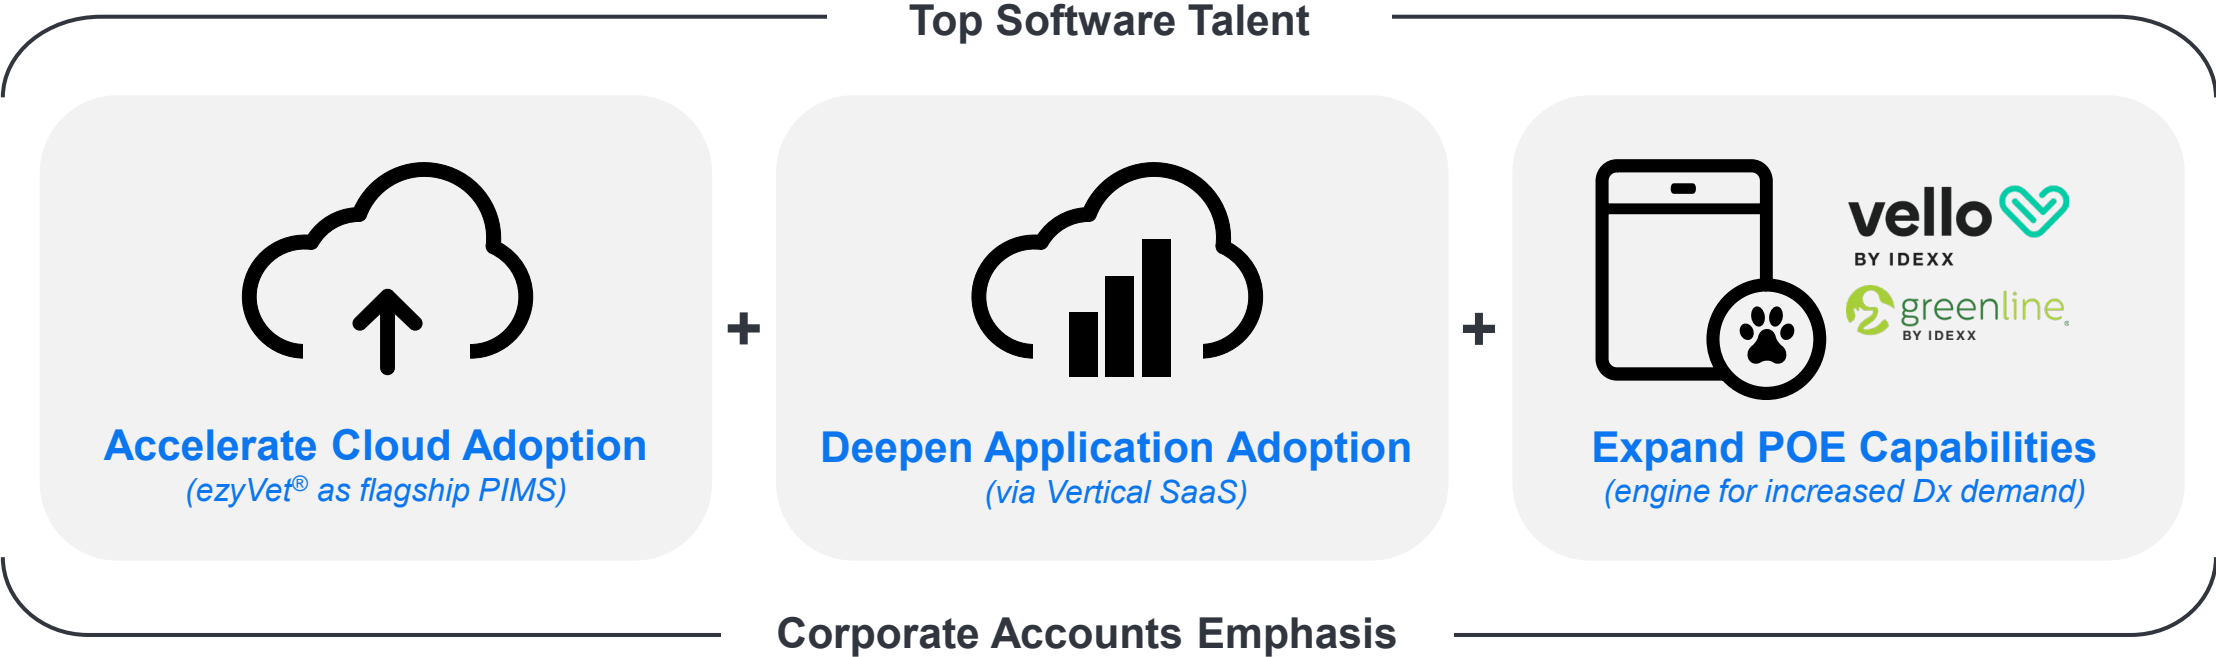 Top Software Talent
vello
BY IDEXX
greenline®
BY IDEXX
+
+
Accelerate Cloud Adoption
(ezyVet® as flagship PIMS)
Deepen Application Adoption
(via Vertical SaaS)
Expand POE Capabilities
(engine for increased Dx demand)
Corporate Accounts Emphasis